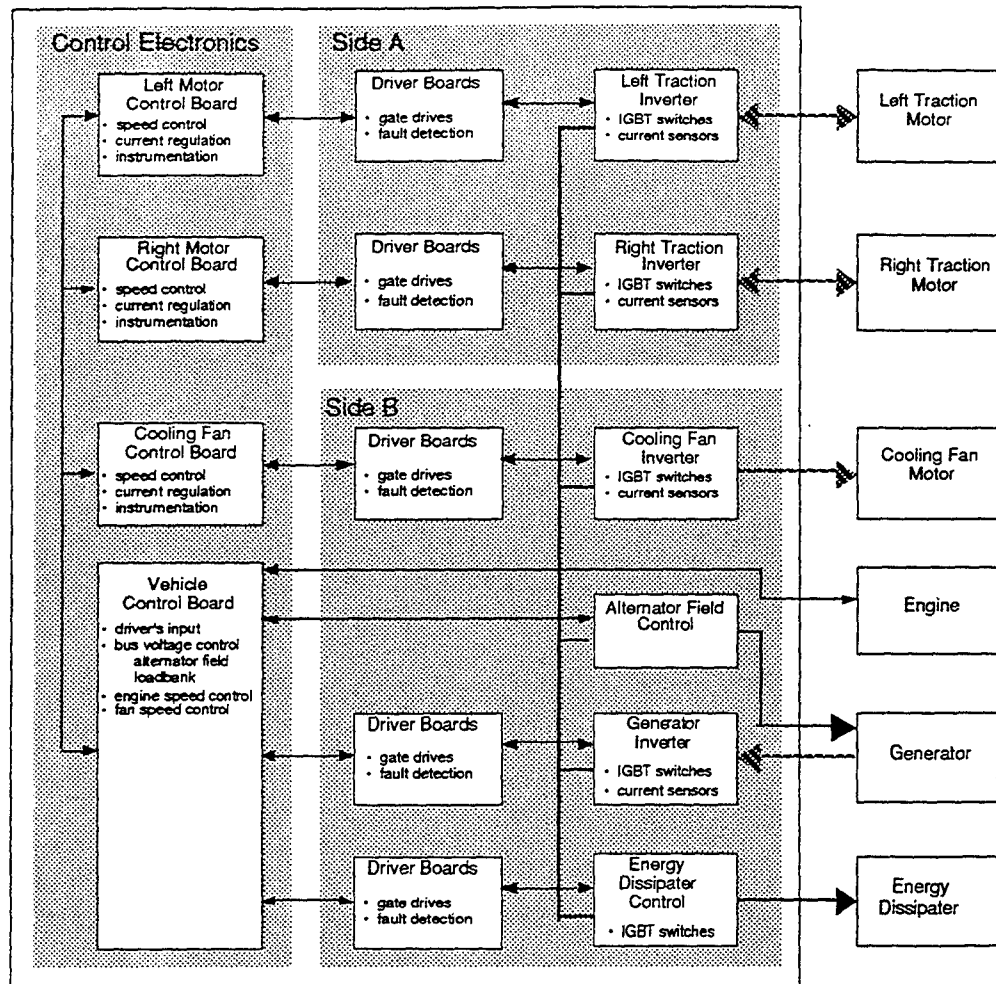 Control Electronics
Left Motor
Control Board
• speed control
• current regulation
• instrumentation
Right Motor
Control Board
• speed control
• current regulation
• instrumentation
Cooling Fan
Control Board
• speed control
• current regulation
• instrumentation
Vehicle
Control Board
• driver's input
• bus voltage control
alternator field
loadbank
• engine speed control
• fan speed control
Side A
Driver Boards
• gate drives
• fault detection
Left Traction
Inverter
• IGBT switches
• current sensors
Driver Boards
• gate drives
• fault detection
Right Traction
Inverter
• IGBT switches
• current sensors
Side B
Driver Boards
• gate drives
• fault detection
Cooling Fan
Inverter
• IGBT switches
• current sensors
Alternator Field
Control
Driver Boards
• gate drives
• fault detection
Generator
Inverter
• IGBT switches
• current sensors
Driver Boards
• gate drives
• fault detection
Energy
Dissipater
Control
• IGBT switches
Left Traction
Motor
Right Traction
Motor
Cooling Fan
Motor
Engine
Generator
Energy
Dissipater